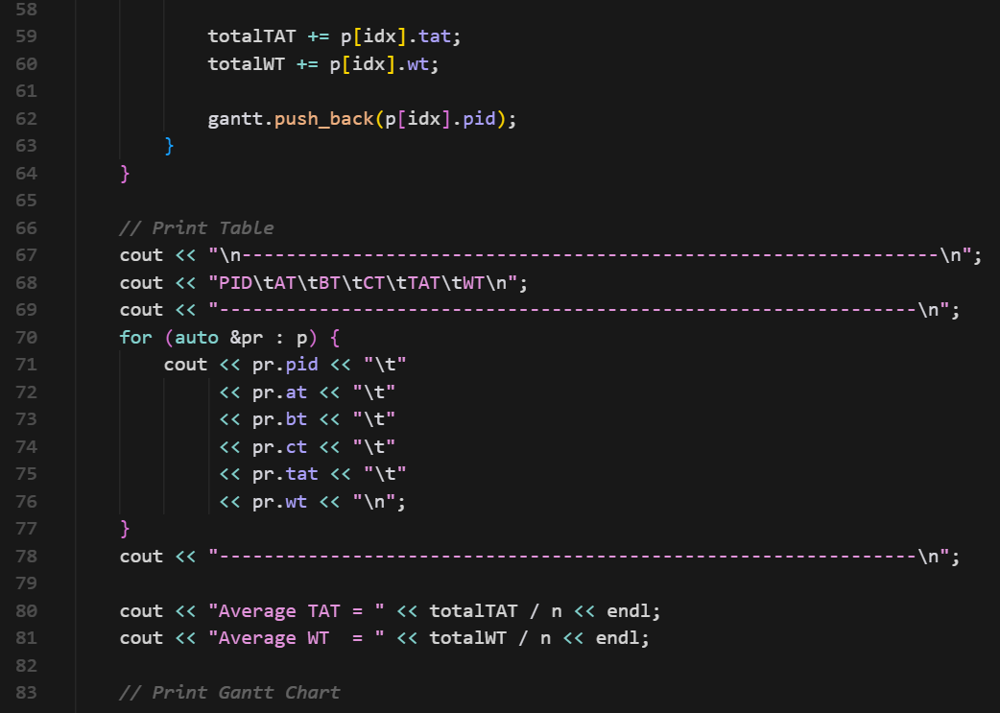 58
59 totalTAT += p[idx].tat;
60 totalWT += p[idx].wt;
61
62 gantt.push_back(p[idx].pid);
63 }
64 }
65
66 // Print Table
67 cout << "\n---------------------------------------------------------------\n";
68 cout << "PID\tAT\tBT\tCT\tTAT\tWT\n";
69 cout << "---------------------------------------------------------------\n";
70 for (auto &pr : p) {
71 cout << pr.pid << "\t"
72 << pr.at << "\t"
73 << pr.bt << "\t"
74 << pr.ct << "\t"
75 << pr.tat << "\t"
76 << pr.wt << "\n";
77 }
78 cout << "---------------------------------------------------------------\n";
79
80 cout << "Average TAT = " << totalTAT / n << endl;
81 cout << "Average WT  = " << totalWT / n << endl;
82
83 // Print Gantt Chart